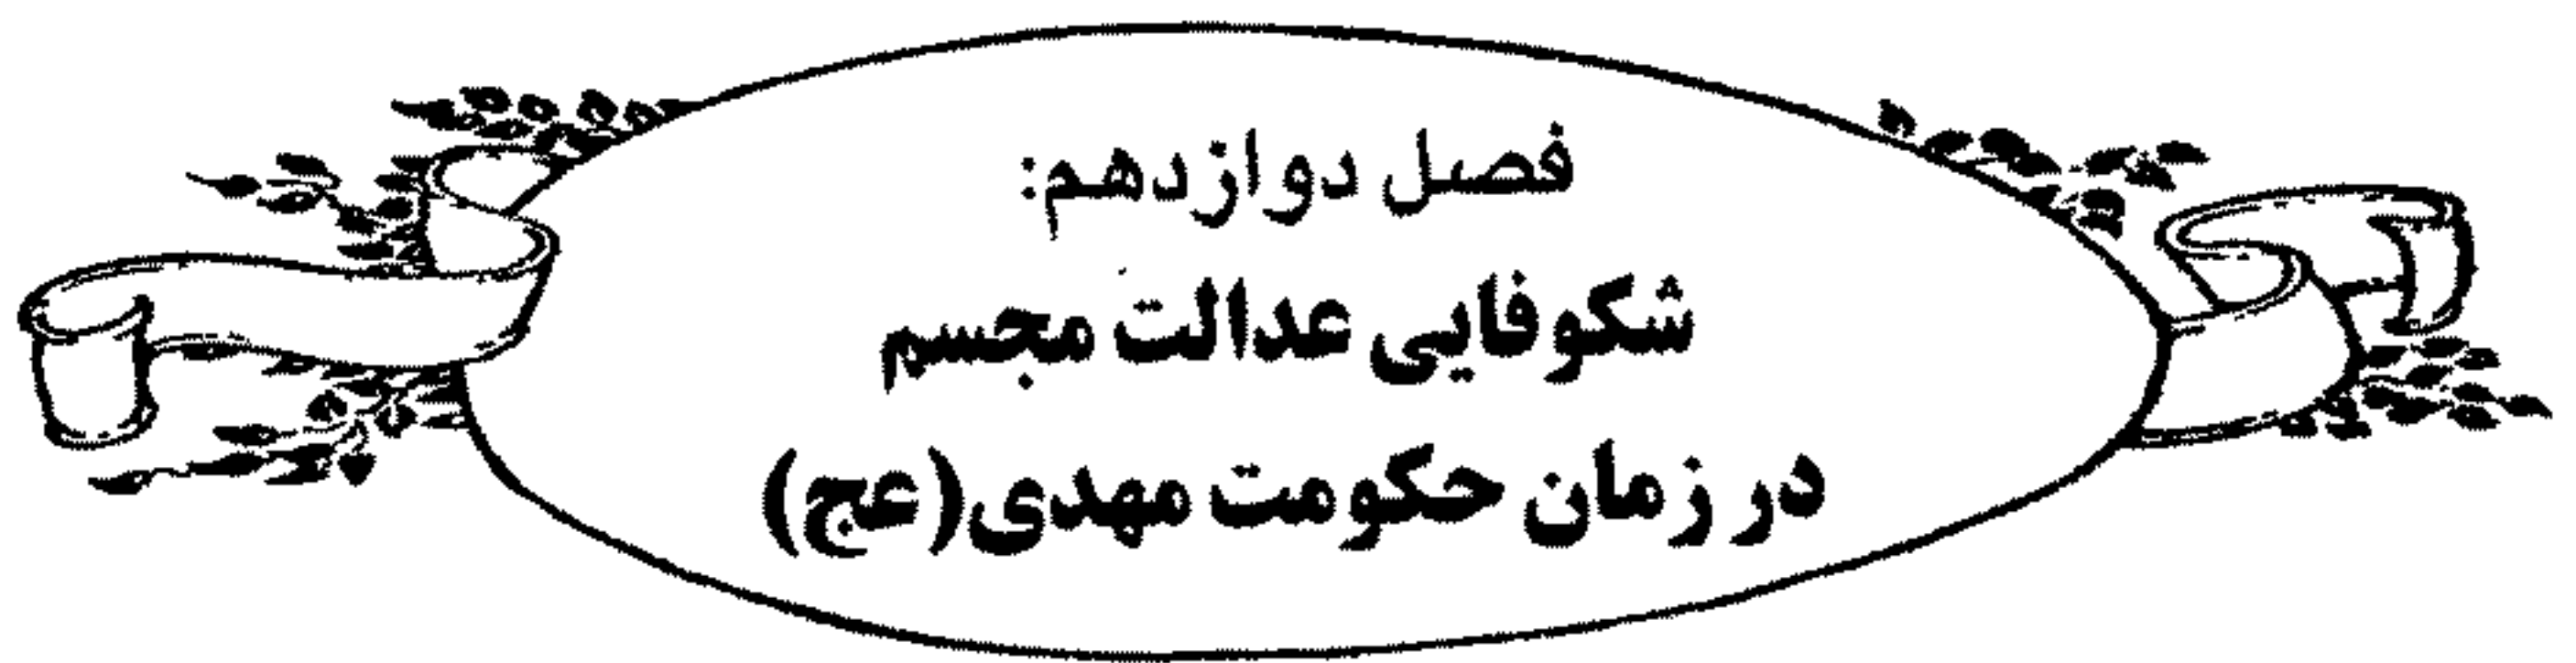 فصل دوازدهم:
شکوفایی عدالت مجسم
در زمان حکومت مهدی(عج)